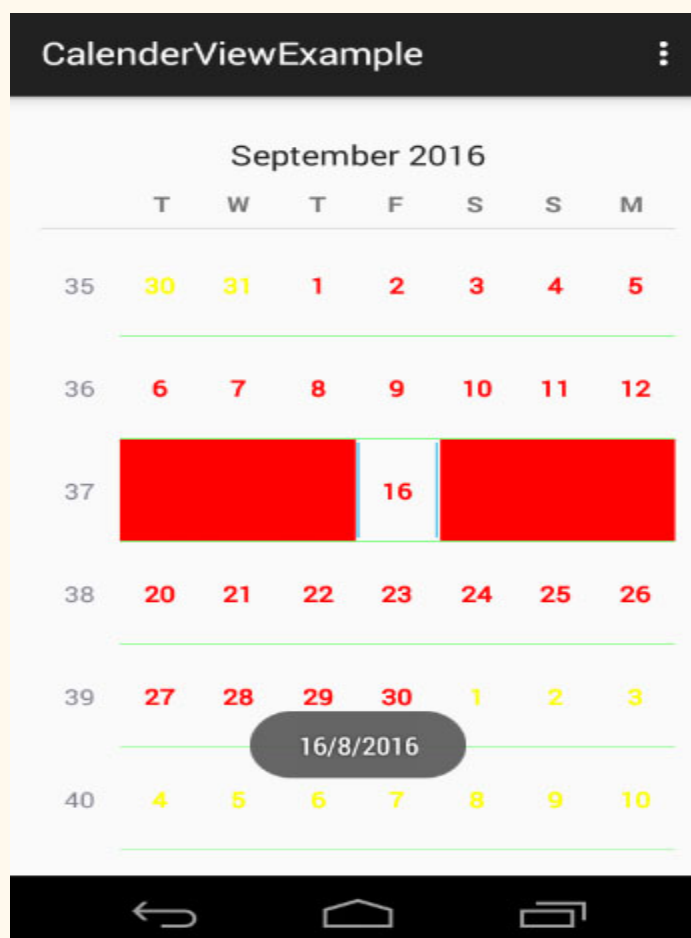 CalenderViewExample
September 2016
T W T F S S M
35 30 31 1 2 3 4 5
36 6 7 8 9 10 11 12
37 16
38 20 21 22 23 24 25 26
39 27 28 29 30 1 2 3
16/8/2016
40 4 5 6 7 8 9 10